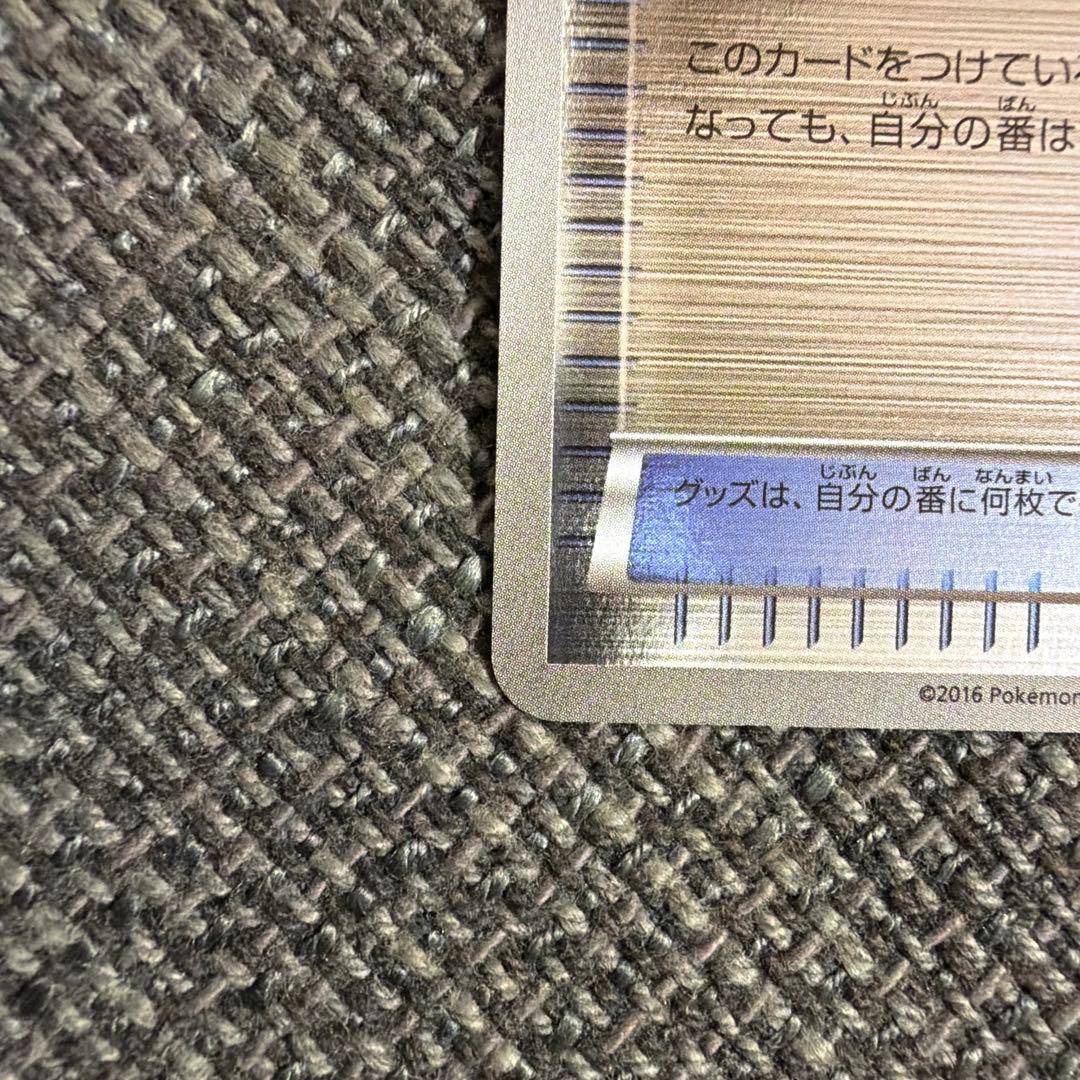 このカードをつけてい
じぶん ばん
なっても、自分の番は
じぶん ばん なんまい
グッズは、自分の番に何枚で
©2016 Pokémon